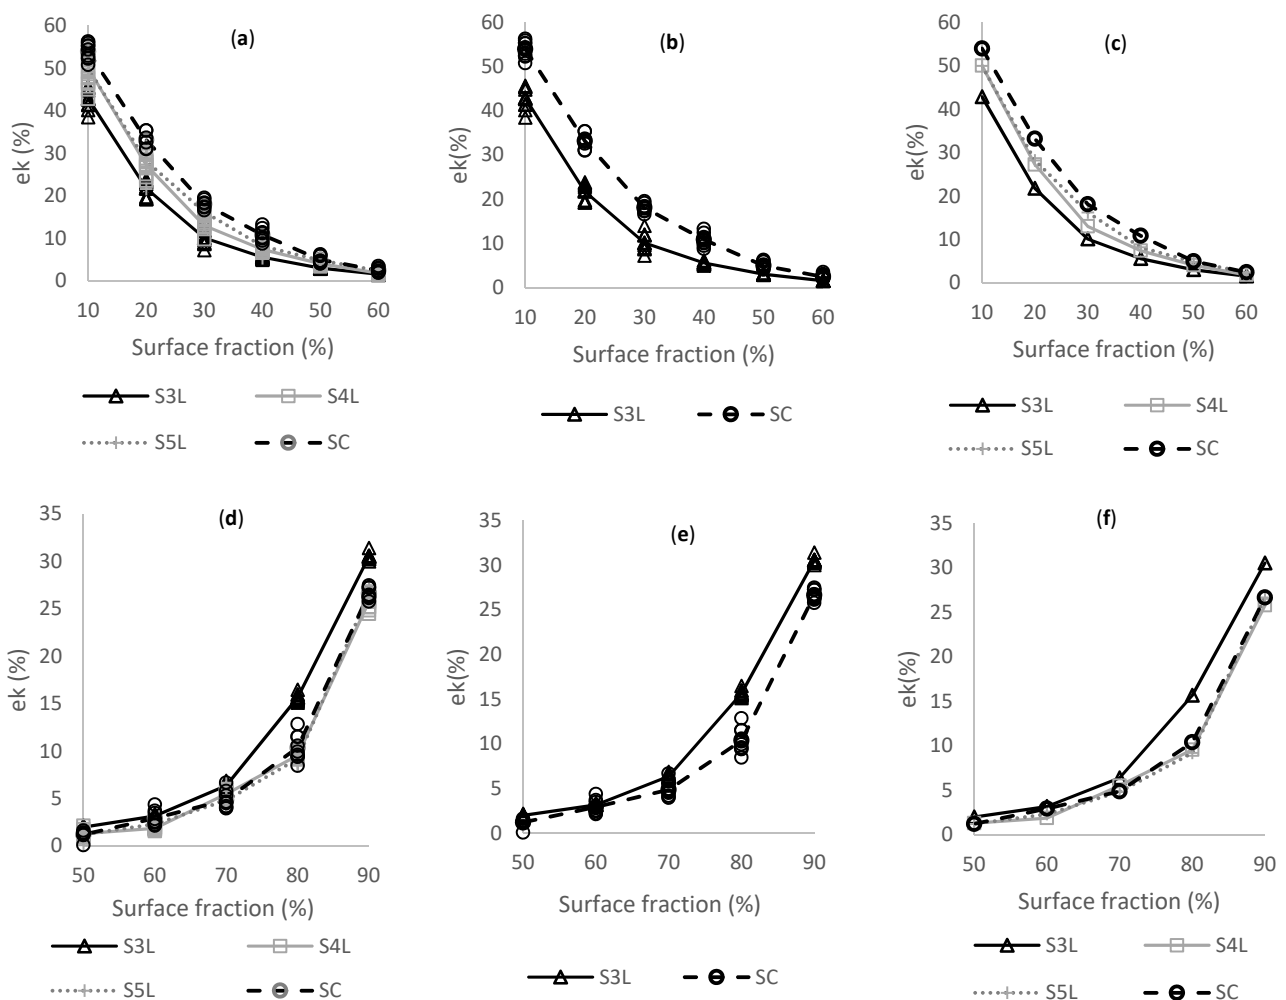 (a)
60
50
40
30
20
10
0
ek (%)
10 20 30 40 50 60
Surface fraction (%)
S3L S4L
S5L SC
(b)
60
50
40
30
20
10
0
ek(%)
10 20 30 40 50 60
Surface fraction (%)
S3L SC
(c)
60
50
40
30
20
10
0
ek(%)
10 20 30 40 50 60
Surface fraction (%)
S3L S4L
S5L SC
(d)
35
30
25
20
15
10
5
0
ek (%)
50 60 70 80 90
Surface fraction (%)
S3L S4L
S5L SC
(e)
35
30
25
20
15
10
5
0
ek(%)
50 60 70 80 90
Surface fraction (%)
S3L SC
(f)
35
30
25
20
15
10
5
0
ek(%)
50 60 70 80 90
Surface fraction (%)
S3L S4L
S5L SC